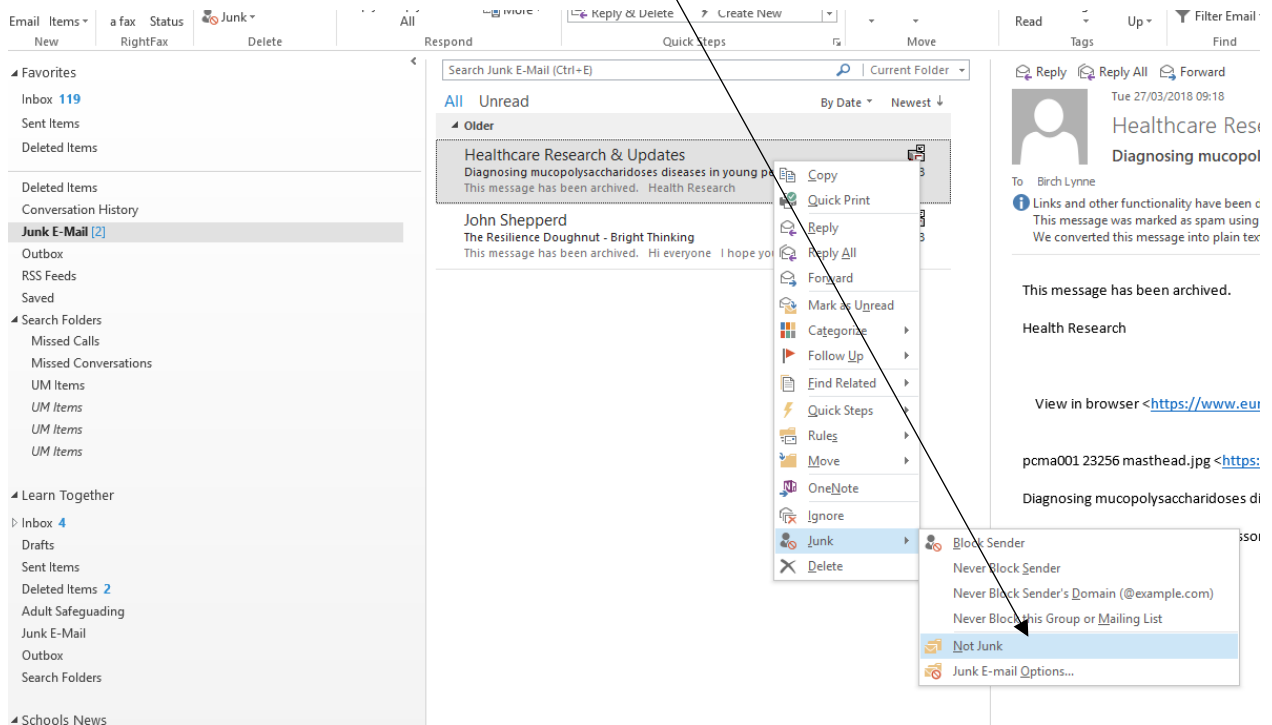 Email Items
a fax Status
Junk
All
More
Reply & Delete
Create New
Read
Up
Filter Email
New
RightFax
Delete
Respond
Quick Steps
Move
Tags
Find
Favorites
Inbox 119
Sent Items
Deleted Items
Deleted Items
Conversation History
Junk E-Mail [2]
Outbox
RSS Feeds
Saved
Search Folders
Missed Calls
Missed Conversations
UM Items
UM Items
UM Items
UM Items
Learn Together
Inbox 4
Drafts
Sent Items
Deleted Items 2
Adult Safeguading
Junk E-Mail
Outbox
Search Folders
Schools News
Search Junk E-Mail (Ctrl+E)
Current Folder
All Unread
By Date Newest ↓
Older
Healthcare Research & Updates
Diagnosing mucopolysaccharidoses diseases in young
This message has been archived. Health Research
John Shepperd
The Resilience Doughnut - Bright Thinking
This message has been archived. Hi everyone I hope
Copy
Quick Print
Reply
Reply All
Forward
Mark as Unread
Categorize
Follow Up
Find Related
Quick Steps
Rules
Move
OneNote
Ignore
Junk
Delete
Block Sender
Never Block Sender
Never Block Sender's Domain (@example.com)
Never Block this Group or Mailing List
Not Junk
Junk E-mail Options...
Reply Reply All Forward
Tue 27/03/2018 09:18
Healthcare
Diagnosing
To Birch Lynne
Links and other functionality have been
This message was marked as spam using
We converted this message into plain
This message has been archived.
Health Research
View in browser <https://www.eur
pcma001 23256 masthead.jpg <https:
Diagnosing mucopolysaccharidoses